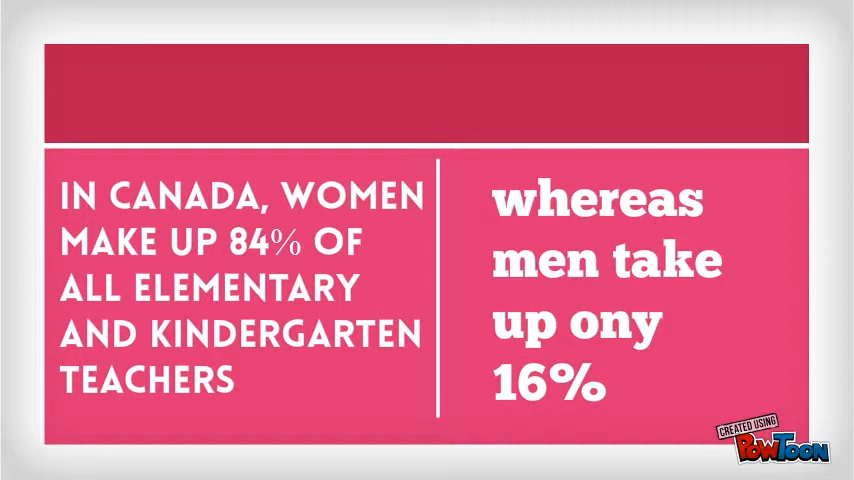 IN CANADA, WOMEN
MAKE UP 84% OF
ALL ELEMENTARY
AND KINDERGARTEN
TEACHERS
whereas
men take
up ony
16%
CREATED USING
POWTOON